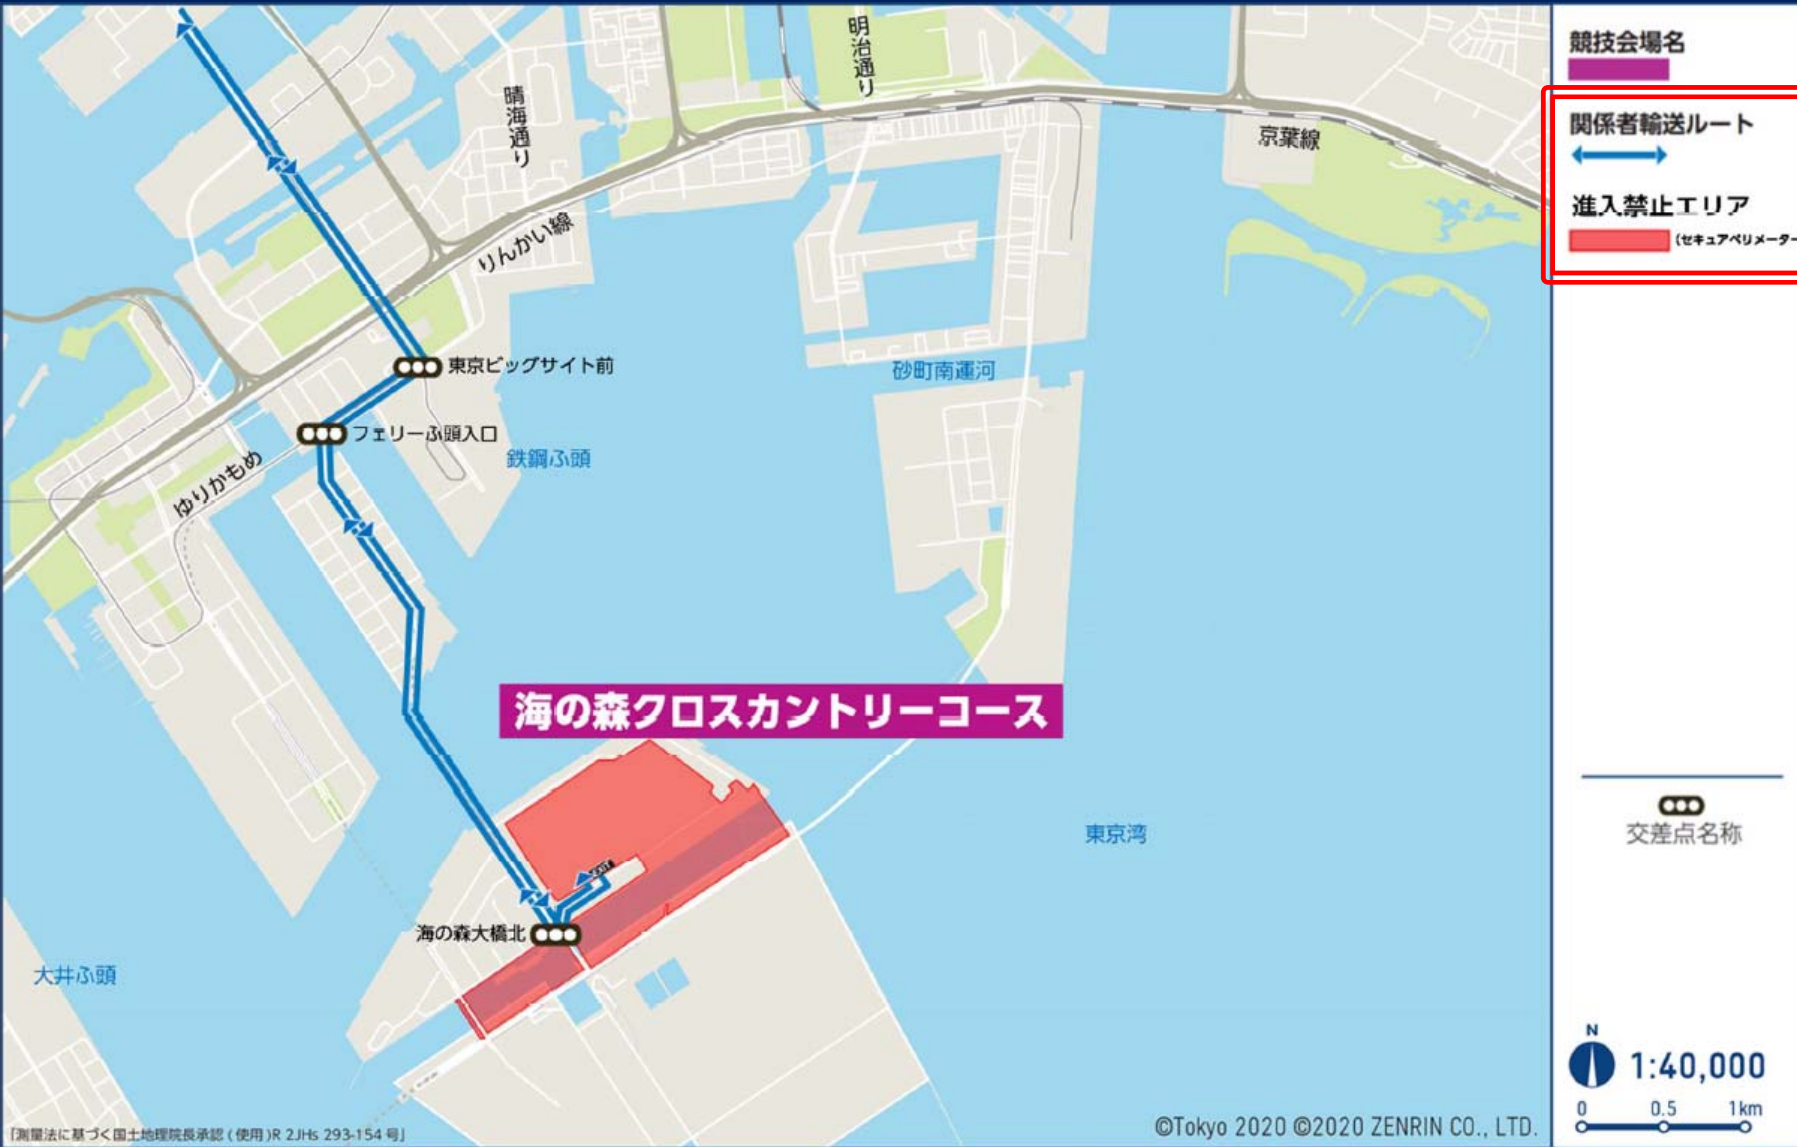 明治通り
晴海通り
京葉線
りんかい線
東京ビッグサイト前
砂町南運河
フェリーふ頭入口
鉄鋼ふ頭
ゆりかもめ
海の森クロスカントリーコース
東京湾
EXIT
海の森大橋北
大井ふ頭
「測量法に基づく国土地理院長承認(使用)R 2JHs 293-154 号」
©Tokyo 2020 ©2020 ZENRIN CO., LTD.
競技会場名
関係者輸送ルート
進入禁止エリア
(セキュアペリメーター
交差点名称
N
1:40,000
0 0.5 1km